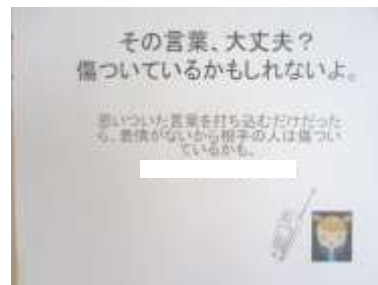 その言葉、大丈夫？
傷ついているかもしれないよ。
思いついた言葉を打ち込むだけだった
ら、表情がないから相手の人は傷つい
ているかも。